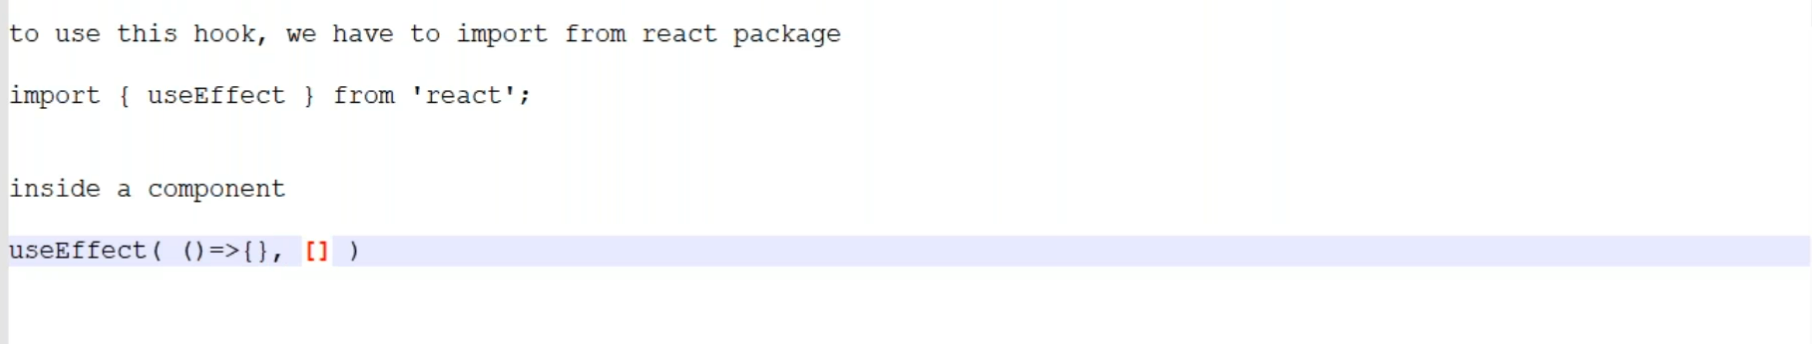 to use this hook, we have to import from react package
import { useEffect } from 'react';
inside a component
useEffect( ()=>{}, [] )